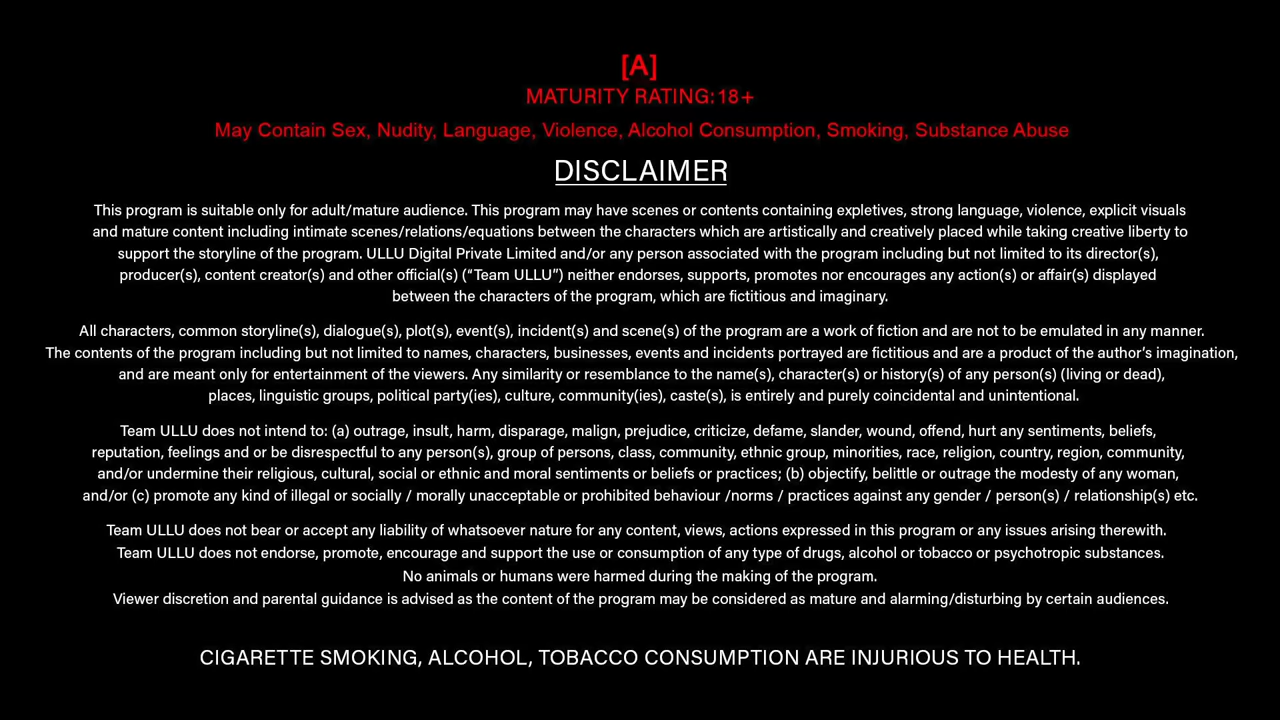 [A]
MATURITY RATING:18+
May Contain Sex, Nudity, Language, Violence, Alcohol Consumption, Smoking, Substance Abuse
DISCLAIMER
This program is suitable only for adult/mature audience. This program may have scenes or contents containing expletives, strong language, violence, explicit visuals
and mature content including intimate scenes/relations/equations between the characters which are artistically and creatively placed while taking creative liberty to
support the storyline of the program. ULLU Digital Private Limited and/or any person associated with the program including but not limited to its director(s),
producer(s), content creator(s) and other official(s) (“Team ULLU”) neither endorses, supports, promotes nor encourages any action(s) or affair(s) displayed
between the characters of the program, which are fictitious and imaginary.
All characters, common storyline(s), dialogue(s), plot(s), event(s), incident(s) and scene(s) of the program are a work of fiction and are not to be emulated in any manner.
The contents of the program including but not limited to names, characters, businesses, events and incidents portrayed are fictitious and are a product of the author’s imagination,
and are meant only for entertainment of the viewers. Any similarity or resemblance to the name(s), character(s) or history(s) of any person(s) (living or dead),
places, linguistic groups, political party(ies), culture, community(ies), caste(s), is entirely and purely coincidental and unintentional.
Team ULLU does not intend to: (a) outrage, insult, harm, disparage, malign, prejudice, criticize, defame, slander, wound, offend, hurt any sentiments, beliefs,
reputation, feelings and or be disrespectful to any person(s), group of persons, class, community, ethnic group, minorities, race, religion, country, region, community,
and/or undermine their religious, cultural, social or ethnic and moral sentiments or beliefs or practices; (b) objectify, belittle or outrage the modesty of any woman,
and/or (c) promote any kind of illegal or socially / morally unacceptable or prohibited behaviour /norms / practices against any gender / person(s) / relationship(s) etc.
Team ULLU does not bear or accept any liability of whatsoever nature for any content, views, actions expressed in this program or any issues arising therewith.
Team ULLU does not endorse, promote, encourage and support the use or consumption of any type of drugs, alcohol or tobacco or psychotropic substances.
No animals or humans were harmed during the making of the program.
Viewer discretion and parental guidance is advised as the content of the program may be considered as mature and alarming/disturbing by certain audiences.
CIGARETTE SMOKING, ALCOHOL, TOBACCO CONSUMPTION ARE INJURIOUS TO HEALTH.